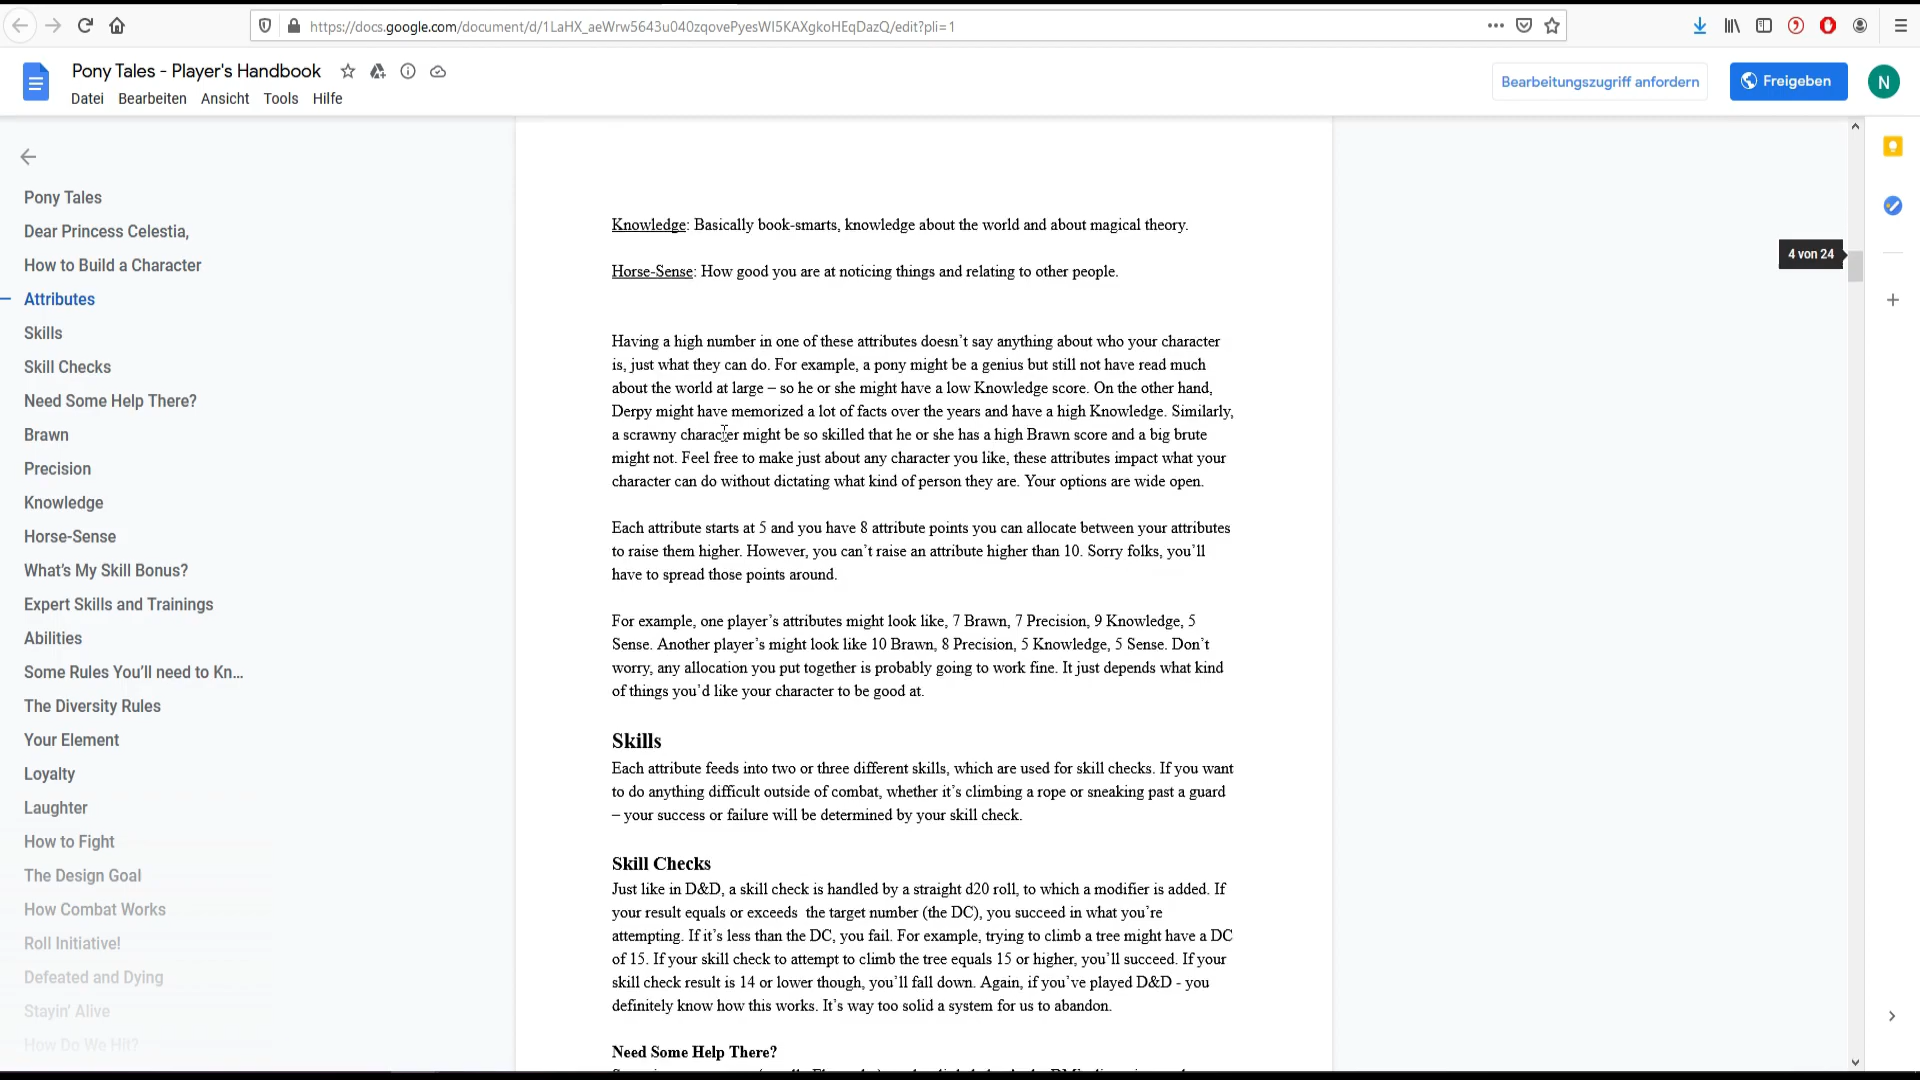 https://docs.google.com/document/d/1LaHX_aeWrw5643u040zqovePyesWI5KAXgkoHEqDazQ/edit?pli=1
Pony Tales - Player's Handbook
Datei Bearbeiten Ansicht Tools Hilfe
Bearbeitungszugriff anfordern
Freigeben
N
Pony Tales
Dear Princess Celestia,
How to Build a Character
Attributes
Skills
Skill Checks
Need Some Help There?
Brawn
Precision
Knowledge
Horse-Sense
What’s My Skill Bonus?
Expert Skills and Trainings
Abilities
Some Rules You’ll need to Kn...
The Diversity Rules
Your Element
Loyalty
Laughter
How to Fight
The Design Goal
How Combat Works
Roll Initiative!
Defeated and Dying
Stayin’ Alive
How Do We Hit?
Knowledge: Basically book-smarts, knowledge about the world and about magical theory.
Horse-Sense: How good you are at noticing things and relating to other people.
Having a high number in one of these attributes doesn’t say anything about who your character
is, just what they can do. For example, a pony might be a genius but still not have read much
about the world at large – so he or she might have a low Knowledge score. On the other hand,
Derpy might have memorized a lot of facts over the years and have a high Knowledge. Similarly,
a scrawny character might be so skilled that he or she has a high Brawn score and a big brute
might not. Feel free to make just about any character you like, these attributes impact what your
character can do without dictating what kind of person they are. Your options are wide open.
Each attribute starts at 5 and you have 8 attribute points you can allocate between your attributes
to raise them higher. However, you can’t raise an attribute higher than 10. Sorry folks, you’ll
have to spread those points around.
For example, one player’s attributes might look like, 7 Brawn, 7 Precision, 9 Knowledge, 5
Sense. Another player’s might look like 10 Brawn, 8 Precision, 5 Knowledge, 5 Sense. Don’t
worry, any allocation you put together is probably going to work fine. It just depends what kind
of things you’d like your character to be good at.
Skills
Each attribute feeds into two or three different skills, which are used for skill checks. If you want
to do anything difficult outside of combat, whether it’s climbing a rope or sneaking past a guard
– your success or failure will be determined by your skill check.
Skill Checks
Just like in D&D, a skill check is handled by a straight d20 roll, to which a modifier is added. If
your result equals or exceeds the target number (the DC), you succeed in what you’re
attempting. If it’s less than the DC, you fail. For example, trying to climb a tree might have a DC
of 15. If your skill check to attempt to climb the tree equals 15 or higher, you’ll succeed. If your
skill check result is 14 or lower though, you’ll fall down. Again, if you’ve played D&D - you
definitely know how this works. It’s way too solid a system for us to abandon.
Need Some Help There?
4 von 24